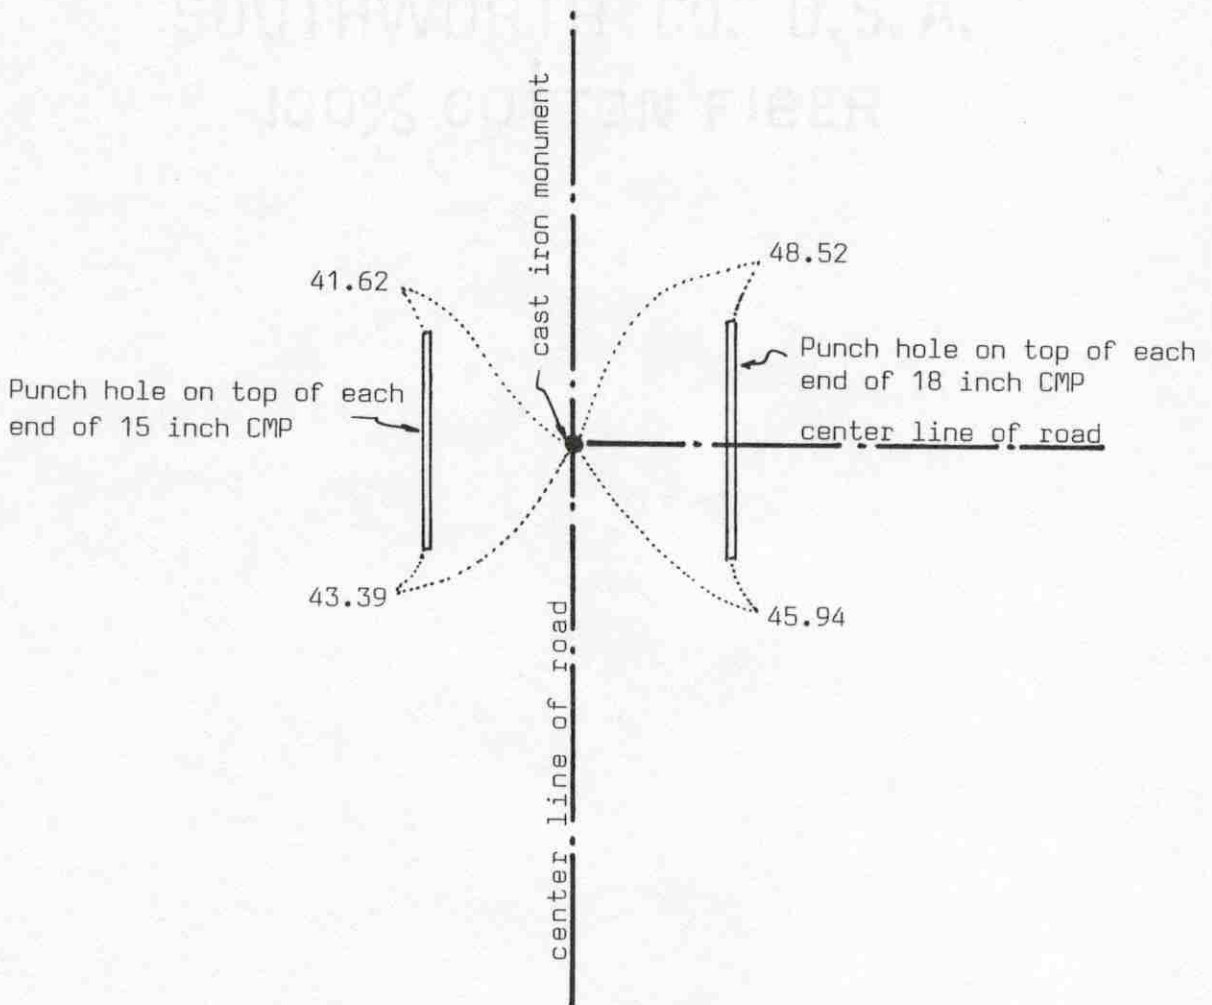 SOUTHWORTH CO. U.S.A.
100% COTTON FIBER
cast iron monument
41.62
48.52
Punch hole on top of each
end of 15 inch CMP
Punch hole on top of each
end of 18 inch CMP
center line of road
43.39
45.94
center line of road